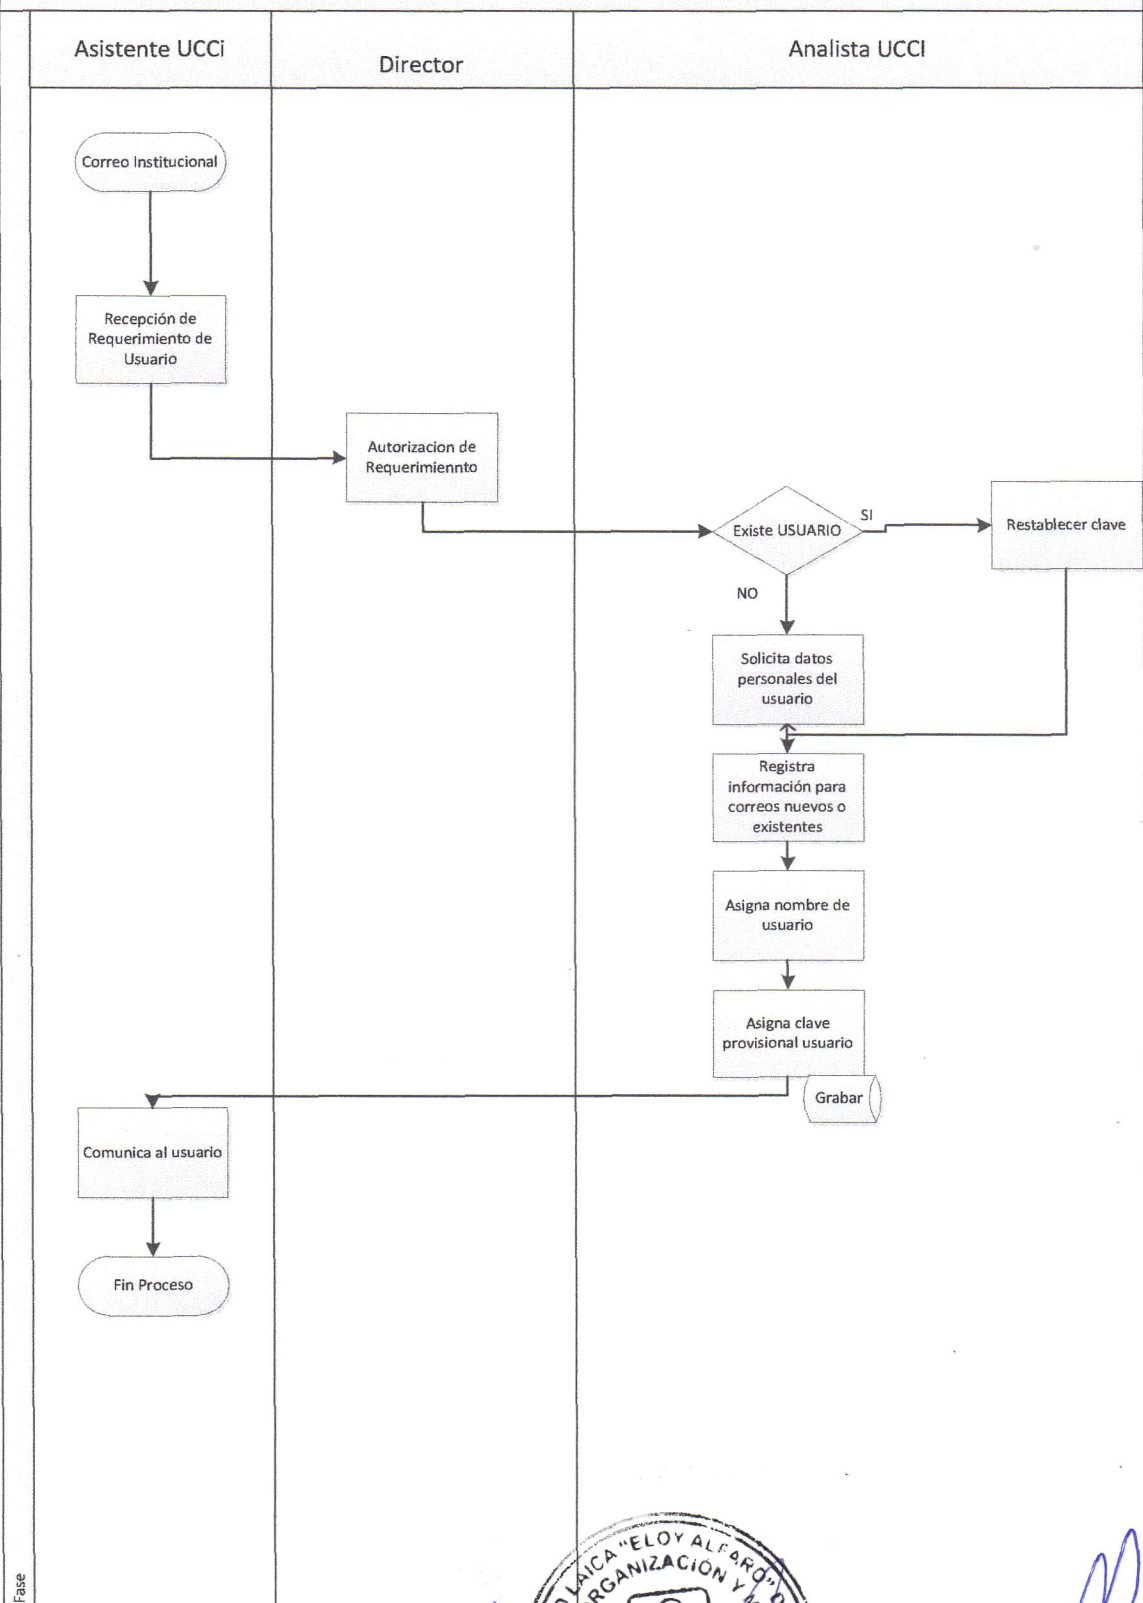 Asistente UCCi
Director
Analista UCCI
Correo Institucional
Recepción de
Requerimiento de
Usuario
Autorizacion de
Requerimiennto
Existe USUARIO
SI
Restablecer clave
NO
Solicita datos
personales del
usuario
Registra
información para
correos nuevos o
existentes
Asigna nombre de
usuario
Asigna clave
provisional usuario
Grabar
Comunica al usuario
Fin Proceso
Fase
LAICA "ELOY ALFARO"
ORGANIZACIÓN Y